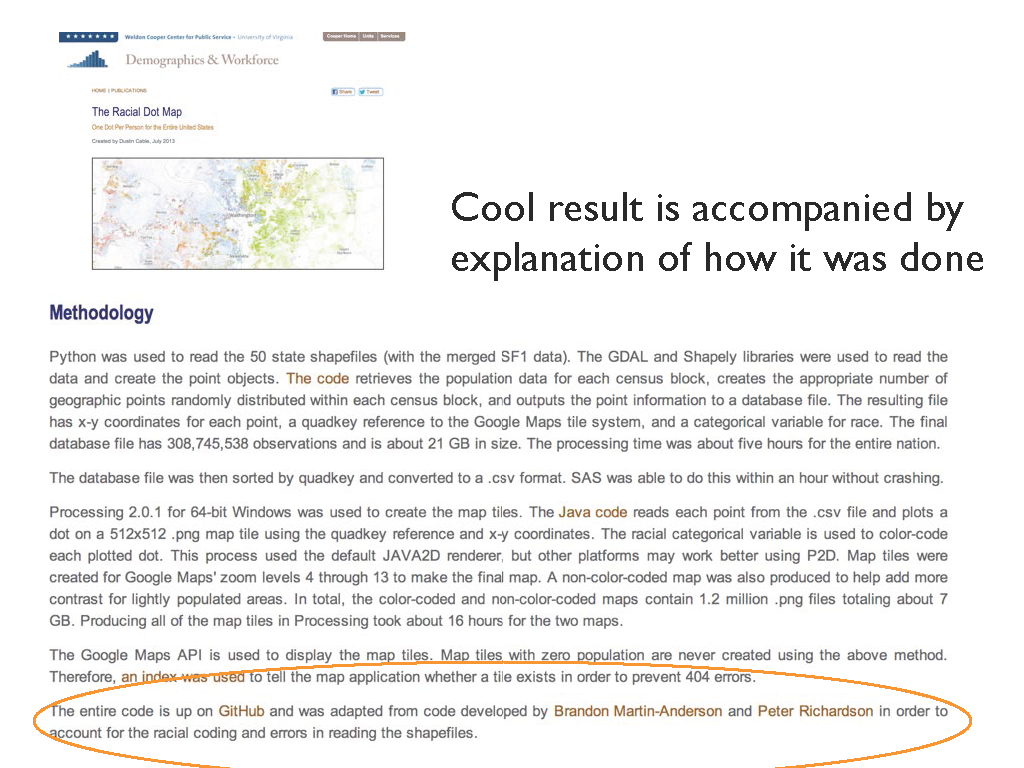 Weldon Cooper Center for Public Service • University of Virginia
Cooper Home | Units | Services
Demographics & Workforce
HOME | PUBLICATIONS
Share Tweet
The Racial Dot Map
One Dot Per Person for the Entire United States
Created by Dustin Cable, July 2013
Washington
Cool result is accompanied by
explanation of how it was done
Methodology
Python was used to read the 50 state shapefiles (with the merged SF1 data). The GDAL and Shapely libraries were used to read the
data and create the point objects. The code retrieves the population data for each census block, creates the appropriate number of
geographic points randomly distributed within each census block, and outputs the point information to a database file. The resulting file
has x-y coordinates for each point, a quadkey reference to the Google Maps tile system, and a categorical variable for race. The final
database file has 308,745,538 observations and is about 21 GB in size. The processing time was about five hours for the entire nation.
The database file was then sorted by quadkey and converted to a .csv format. SAS was able to do this within an hour without crashing.
Processing 2.0.1 for 64-bit Windows was used to create the map tiles. The Java code reads each point from the .csv file and plots a
dot on a 512x512 .png map tile using the quadkey reference and x-y coordinates. The racial categorical variable is used to color-code
each plotted dot. This process used the default JAVA2D renderer, but other platforms may work better using P2D. Map tiles were
created for Google Maps' zoom levels 4 through 13 to make the final map. A non-color-coded map was also produced to help add more
contrast for lightly populated areas. In total, the color-coded and non-color-coded maps contain 1.2 million .png files totaling about 7
GB. Producing all of the map tiles in Processing took about 16 hours for the two maps.
The Google Maps API is used to display the map tiles. Map tiles with zero population are never created using the above method.
Therefore, an index was used to tell the map application whether a tile exists in order to prevent 404 errors.
The entire code is up on GitHub and was adapted from code developed by Brandon Martin-Anderson and Peter Richardson in order to
account for the racial coding and errors in reading the shapefiles.